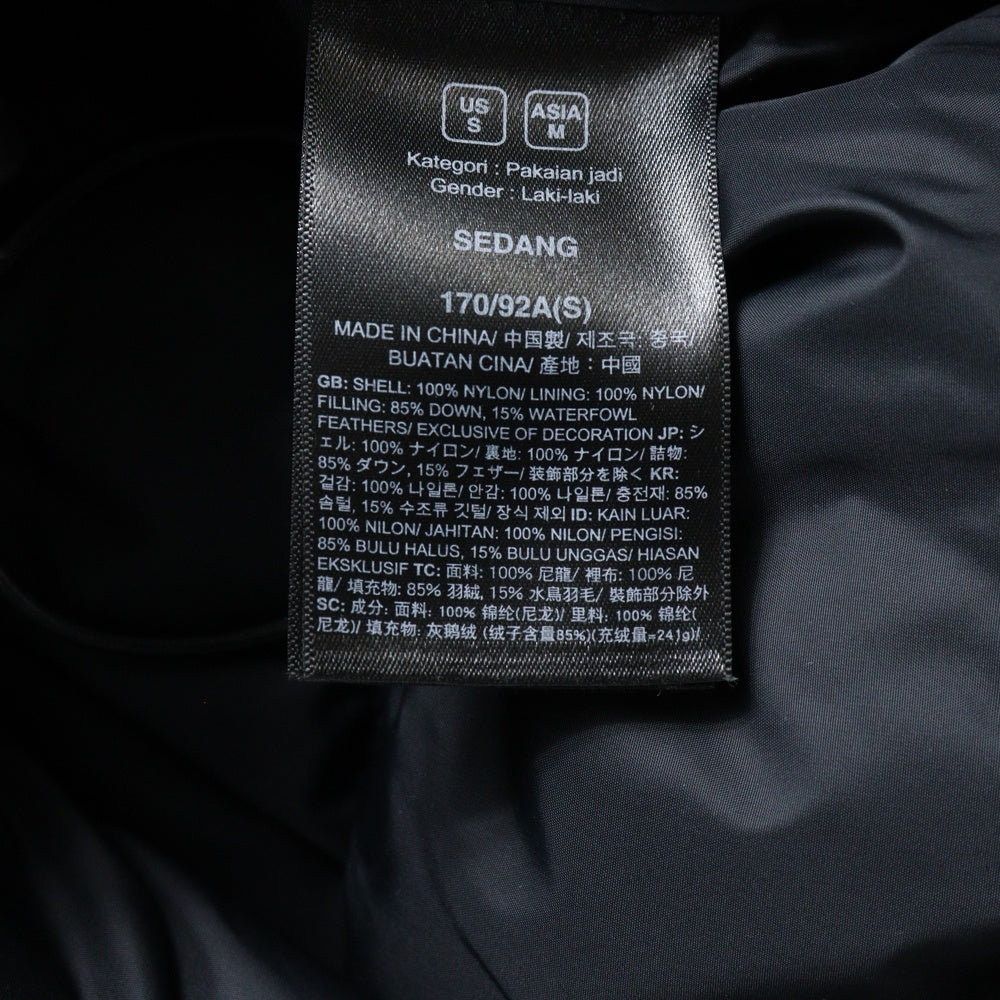 US
S
ASIA
M
Kategori : Pakaian jadi
Gender : Laki-laki
SEDANG
170/92A(S)
MADE IN CHINA/ 中国製/ 제조국: 중국/
BUATAN CINA/ 產地：中國
GB: SHELL: 100% NYLON/ LINING: 100% NYLON/
FILLING: 85% DOWN, 15% WATERFOWL
FEATHERS/ EXCLUSIVE OF DECORATION JP: シ
ェル: 100% ナイロン/ 裏地: 100% ナイロン/ 詰物:
85% ダウン, 15% フェザー/ 装飾部分を除く KR:
겉감: 100% 나일론/ 안감: 100% 나일론/ 충전재: 85%
솜털, 15% 수조류 깃털/ 장식 제외 ID: KAIN LUAR:
100% NILON/ JAHITAN: 100% NILON/ PENGISI:
85% BULU HALUS, 15% BULU UNGGAS/ HIASAN
EKSKLUSIF TC: 面料: 100% 尼龍/ 裡布: 100% 尼
龍/ 填充物: 85% 羽絨, 15% 水鳥羽毛/ 裝飾部分除外
SC: 成分: 面料: 100% 锦纶(尼龙)/ 里料: 100% 锦纶(
尼龙)/ 填充物: 灰鹅绒 (绒子含量85%)(充绒量=241g)/